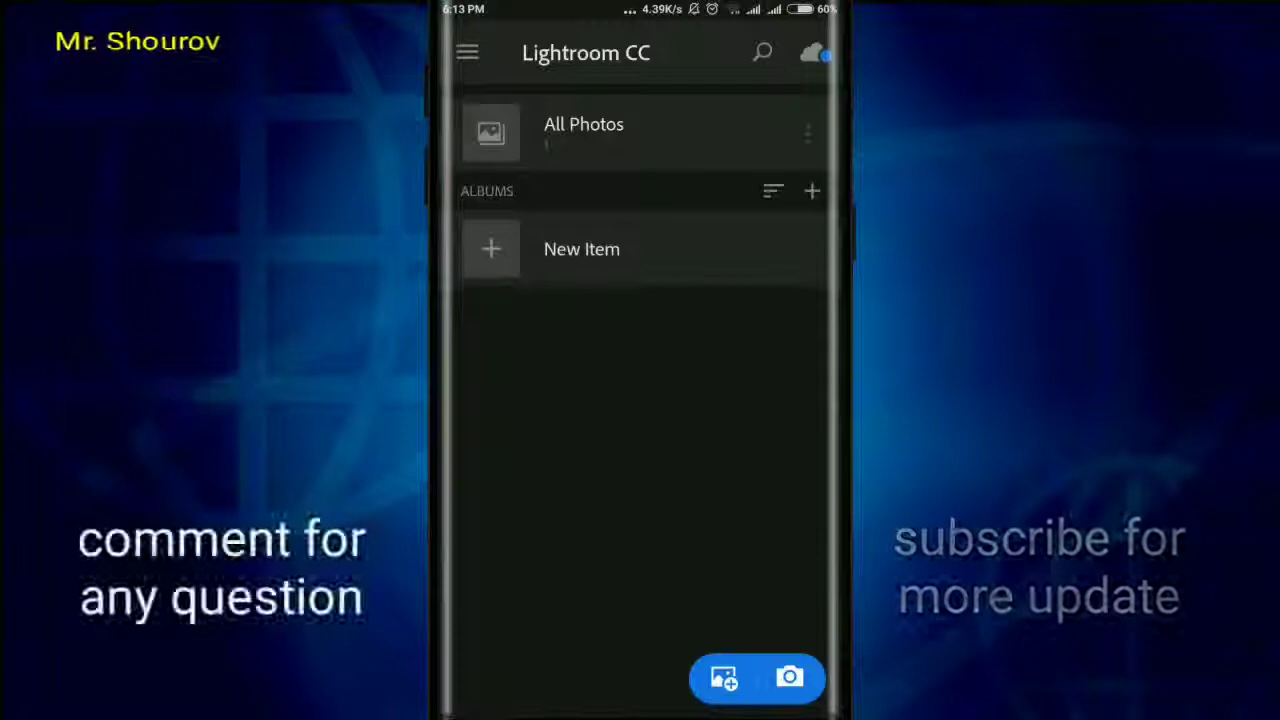 Mr. Shourov
6:13 PM
... 4.39K/s
60%
Lightroom CC
All Photos
ALBUMS
New Item
comment for
any question
subscribe for
more update